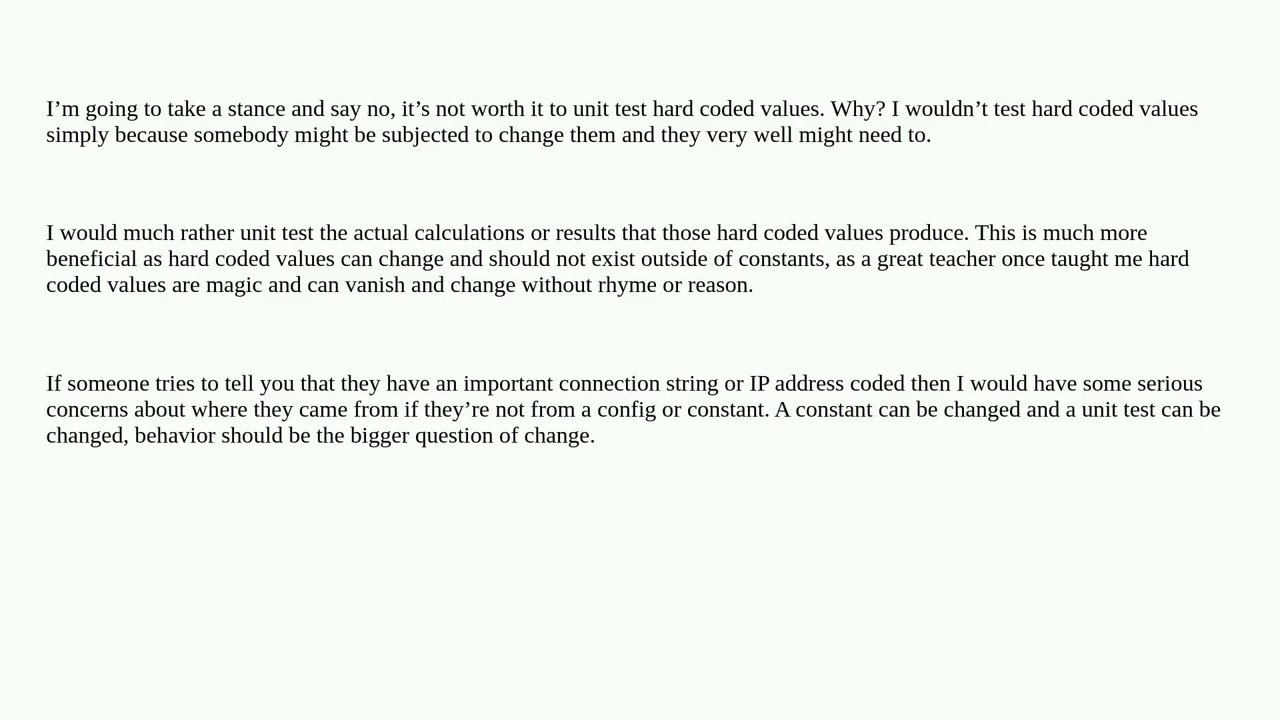 I’m going to take a stance and say no, it’s not worth it to unit test hard coded values. Why? I wouldn’t test hard coded values
simply because somebody might be subjected to change them and they very well might need to.
I would much rather unit test the actual calculations or results that those hard coded values produce. This is much more
beneficial as hard coded values can change and should not exist outside of constants, as a great teacher once taught me hard
coded values are magic and can vanish and change without rhyme or reason.
If someone tries to tell you that they have an important connection string or IP address coded then I would have some serious
concerns about where they came from if they’re not from a config or constant. A constant can be changed and a unit test can be
changed, behavior should be the bigger question of change.